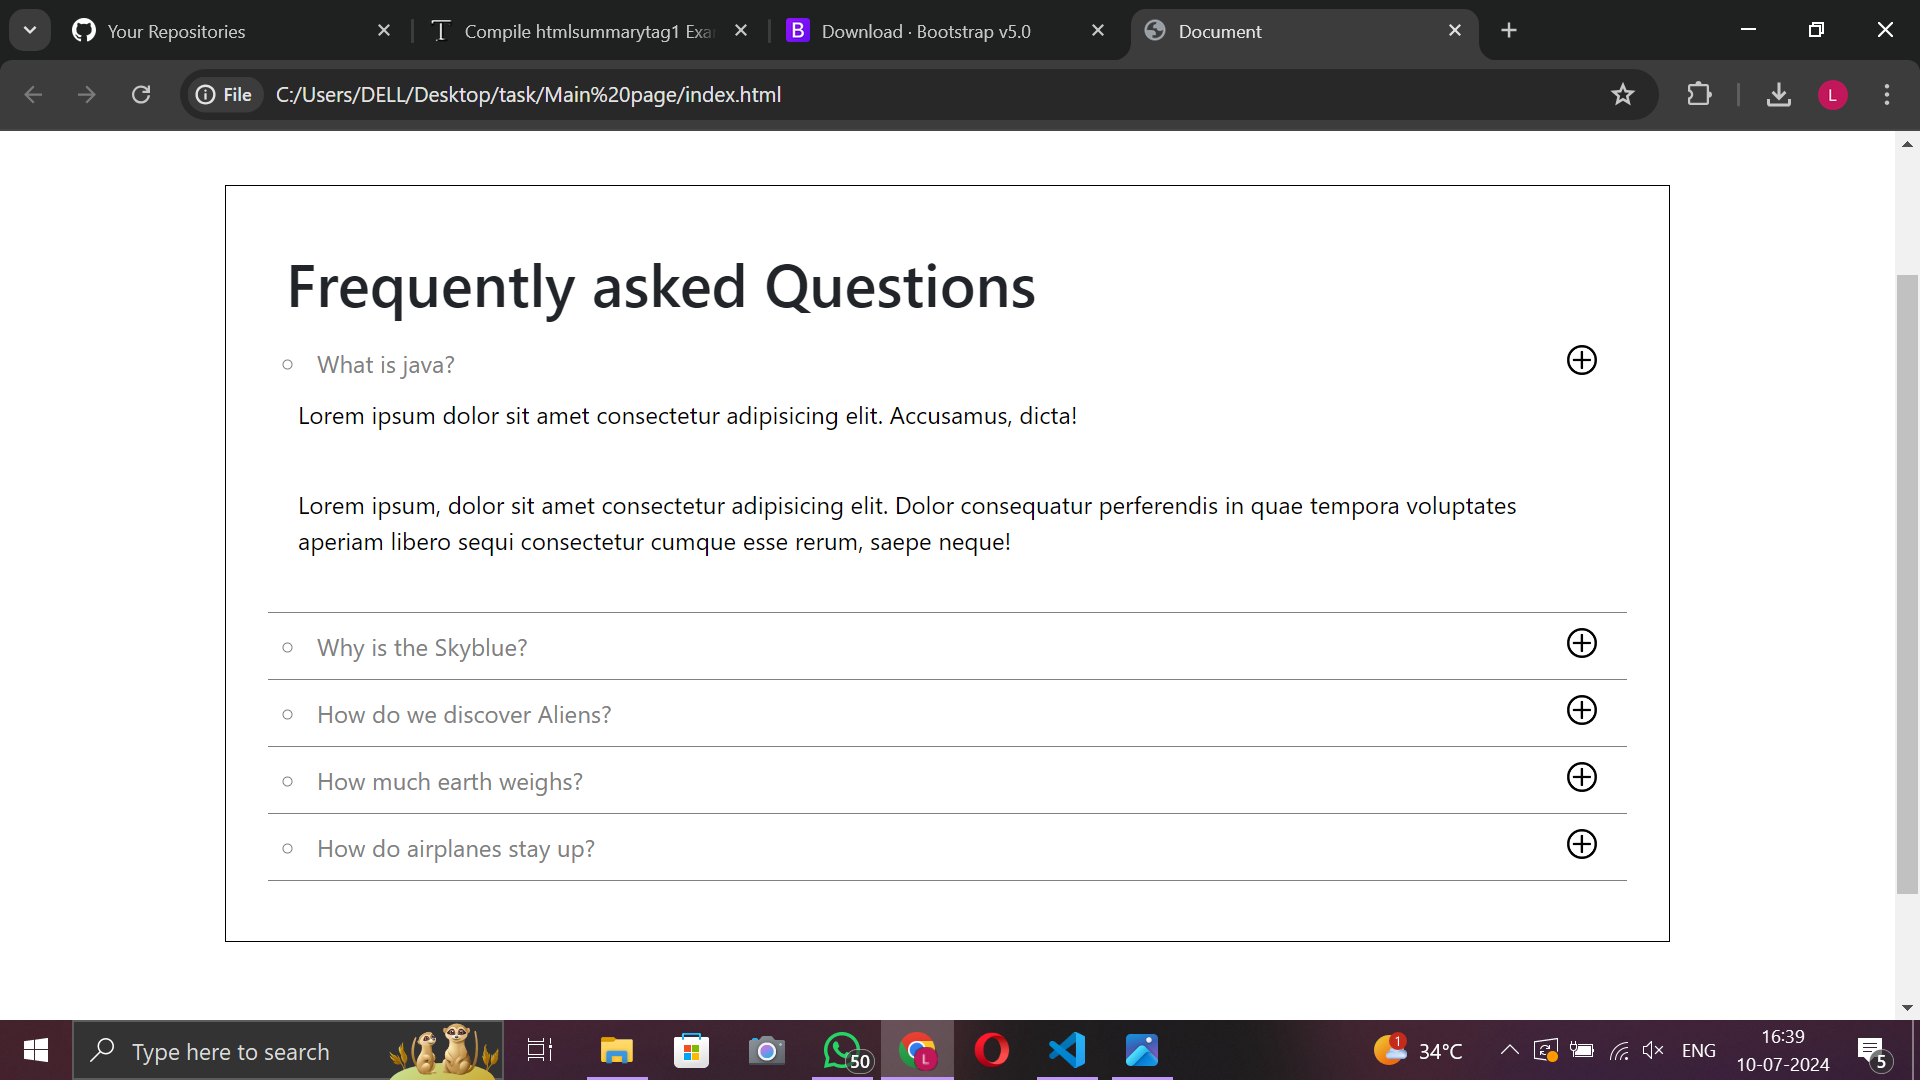 Your Repositories
Compile htmlsummarytag1 Exa
Download · Bootstrap v5.0
Document
File
C:/Users/DELL/Desktop/task/Main%20page/index.html
L
Frequently asked Questions
What is java?
Lorem ipsum dolor sit amet consectetur adipisicing elit. Accusamus, dicta!
Lorem ipsum, dolor sit amet consectetur adipisicing elit. Dolor consequatur perferendis in quae tempora voluptates
aperiam libero sequi consectetur cumque esse rerum, saepe neque!
Why is the Skyblue?
How do we discover Aliens?
How much earth weighs?
How do airplanes stay up?
Type here to search
50
L
1
34°C
ENG
16:39
10-07-2024
5